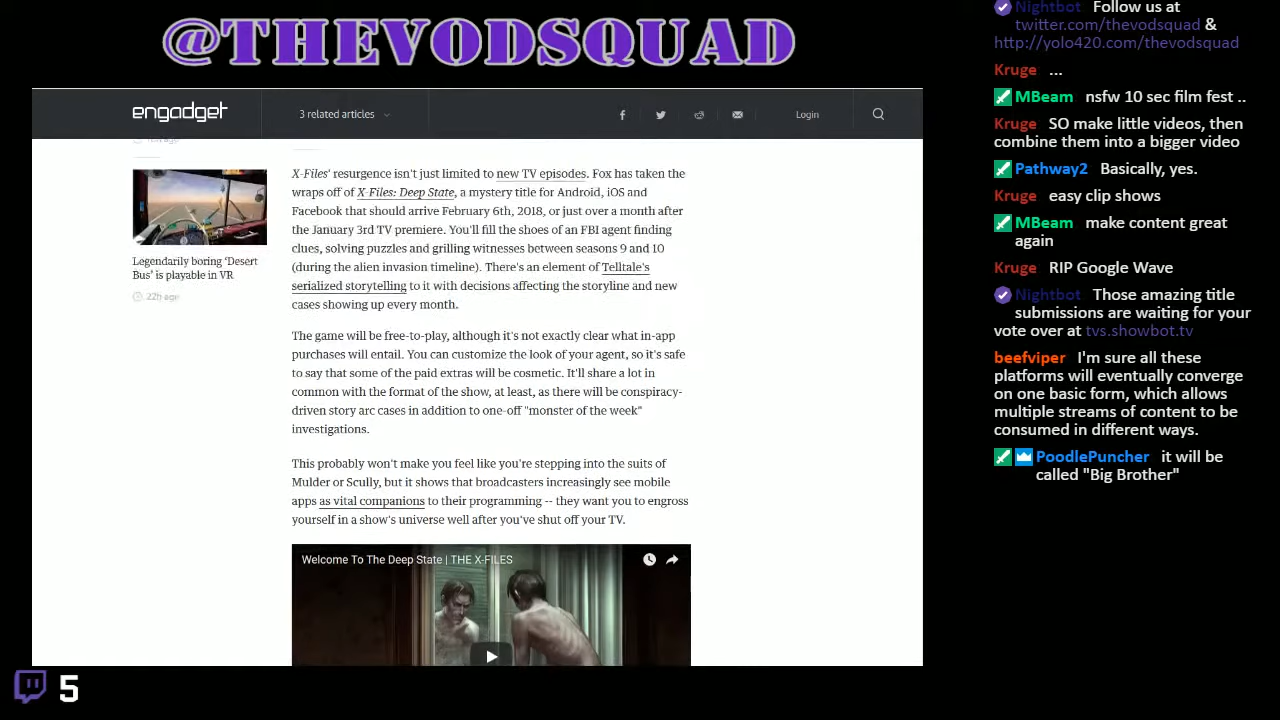 @THEVODSQUAD
engadget
3 related articles
Login
Legendarily boring 'Desert
Bus' is playable in VR
22h ago
X-Files' resurgence isn't just limited to new TV episodes. Fox has taken the
wraps off of X-Files: Deep State, a mystery title for Android, iOS and
Facebook that should arrive February 6th, 2018, or just over a month after
the January 3rd TV premiere. You'll fill the shoes of an FBI agent finding
clues, solving puzzles and grilling witnesses between seasons 9 and 10
(during the alien invasion timeline). There's an element of Telltale's
serialized storytelling to it with decisions affecting the storyline and new
cases showing up every month.
The game will be free-to-play, although it's not exactly clear what in-app
purchases will entail. You can customize the look of your agent, so it's safe
to say that some of the paid extras will be cosmetic. It'll share a lot in
common with the format of the show, at least, as there will be conspiracy-
driven story arc cases in addition to one-off "monster of the week"
investigations.
This probably won't make you feel like you're stepping into the suits of
Mulder or Scully, but it shows that broadcasters increasingly see mobile
apps as vital companions to their programming -- they want you to engross
yourself in a show's universe well after you've shut off your TV.
Welcome To The Deep State | THE X-FILES
5
Nightbot Follow us at
twitter.com/thevodsquad &
http://yolo420.com/thevodsquad
Kruge ...
MBeam nsfw 10 sec film fest ..
Kruge SO make little videos, then
combine them into a bigger video
Pathway2 Basically, yes.
Kruge easy clip shows
MBeam make content great
again
Kruge RIP Google Wave
Nightbot Those amazing title
submissions are waiting for your
vote over at tvs.showbot.tv
beefviper I'm sure all these
platforms will eventually converge
on one basic form, which allows
multiple streams of content to be
consumed in different ways.
PoodlePuncher it will be
called "Big Brother"